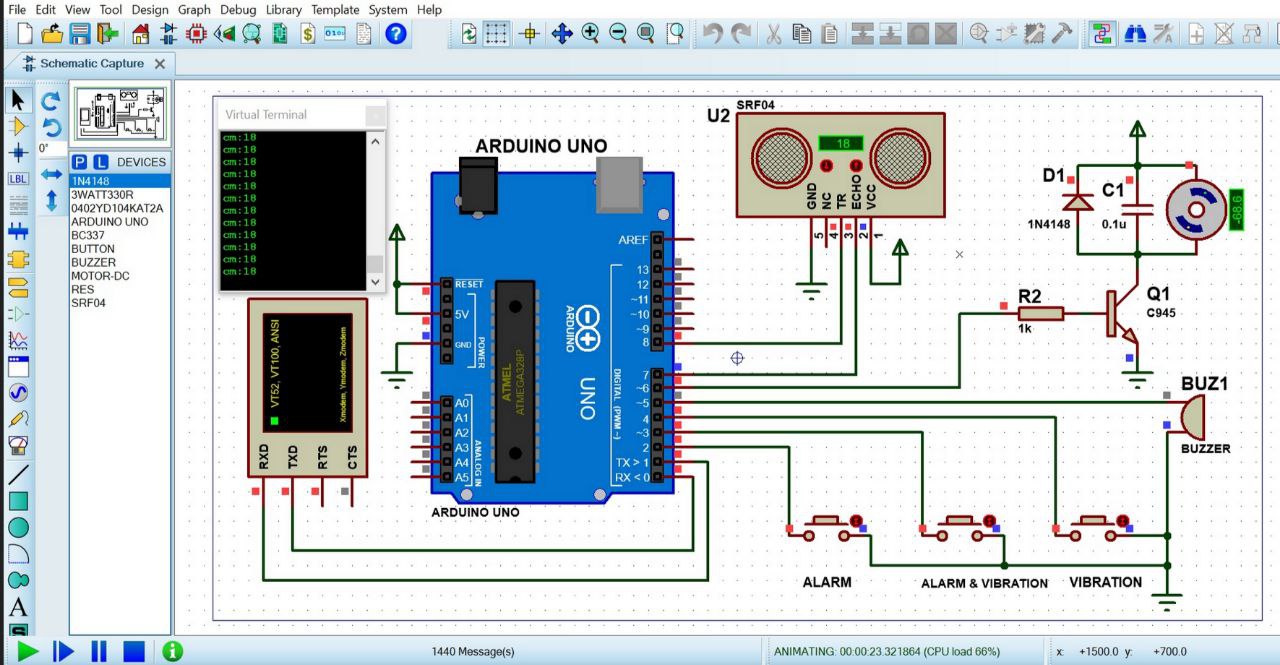 File Edit View Tool Design Graph Debug Library Template System Help
Schematic Capture
0°
P L DEVICES
1N4148
3WATT330R
0402YD104KAT2A
ARDUINO UNO
BC337
BUTTON
BUZZER
MOTOR-DC
RES
SRF04
LBL
A
S
Virtual Terminal
cm:18
cm:18
cm:18
cm:18
cm:18
cm:18
cm:18
cm:18
cm:18
cm:18
cm:18
cm:18
VT52, VT100, ANSI
Xmodem, Ymodem, Zmodem
RXD
TXD
RTS
CTS
ARDUINO UNO
RESET
5V
GND
POWER
A0
A1
A2
A3
A4
A5
ANALOG IN
ATMEL
ATMEGA328P
ARDUINO
UNO
AREF
13
12
~11
~10
~9
8
7
~6
~5
4
~3
2
TX > 1
RX < 0
DIGITAL (PWM ~)
ARDUINO UNO
U2
SRF04
18
GND
NC
TR
ECHO
VCC
5
4
3
2
1
D1
1N4148
C1
0.1u
-68.6
R2
1k
Q1
C945
BUZ1
BUZZER
ALARM
ALARM & VIBRATION
VIBRATION
1440 Message(s)
ANIMATING: 00:00:23.321864 (CPU load 66%)
x: +1500.0 y: +700.0